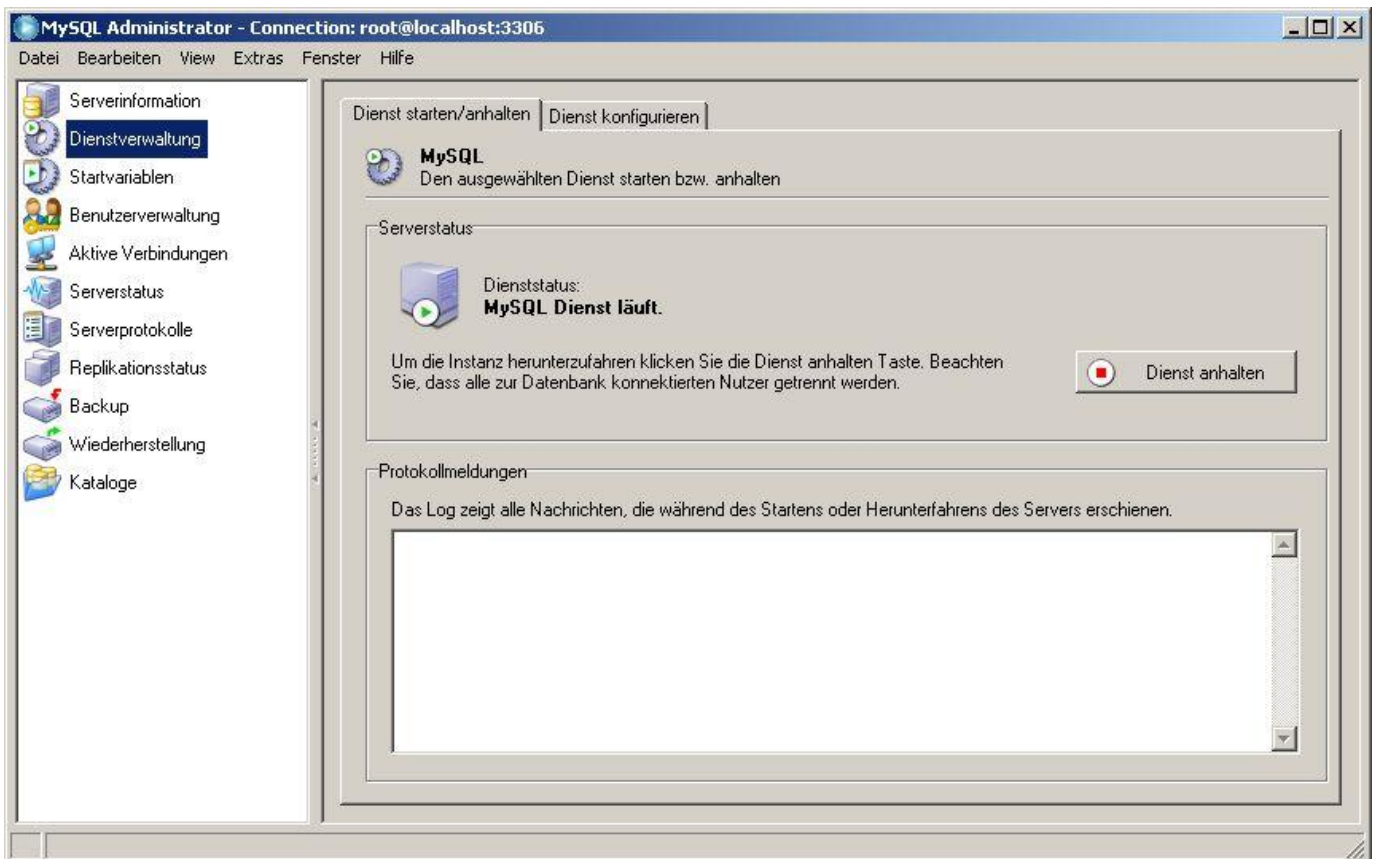 MySQL Administrator - Connection: root@localhost:3306
Datei Bearbeiten View Extras Fenster Hilfe
Serverinformation
Dienstverwaltung
Startvariablen
Benutzerverwaltung
Aktive Verbindungen
Serverstatus
Serverprotokolle
Replikationsstatus
Backup
Wiederherstellung
Kataloge
Dienst starten/anhalten Dienst konfigurieren
MySQL
Den ausgewählten Dienst starten bzw. anhalten
Serverstatus
Dienststatus:
MySQL Dienst läuft.
Um die Instanz herunterzufahren klicken Sie die Dienst anhalten Taste. Beachten
Sie, dass alle zur Datenbank konnektierten Nutzer getrennt werden.
Dienst anhalten
Protokollmeldungen
Das Log zeigt alle Nachrichten, die während des Startens oder Herunterfahrens des Servers erschienen.